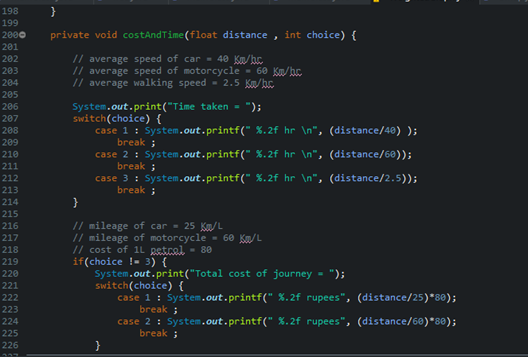 198 }
199
200 private void costAndTime(float distance , int choice) {
201
202 // average speed of car = 40 Km/hr
203 // average speed of motorcycle = 60 Km/hr
204 // average walking speed = 2.5 Km/hr
205
206 System.out.print("Time taken = ");
207 switch(choice) {
208 case 1 : System.out.printf(" %.2f hr \n", (distance/40) );
209 break ;
210 case 2 : System.out.printf(" %.2f hr \n", (distance/60));
211 break ;
212 case 3 : System.out.printf(" %.2f hr \n", (distance/2.5));
213 break ;
214 }
215
216 // mileage of car = 25 Km/L
217 // mileage of motorcycle = 60 Km/L
218 // cost of 1L petrol = 80
219 if(choice != 3) {
220 System.out.print("Total cost of journey = ");
221 switch(choice) {
222 case 1 : System.out.printf(" %.2f rupees", (distance/25)*80);
223 break ;
224 case 2 : System.out.printf(" %.2f rupees", (distance/60)*80);
225 break ;
226 }